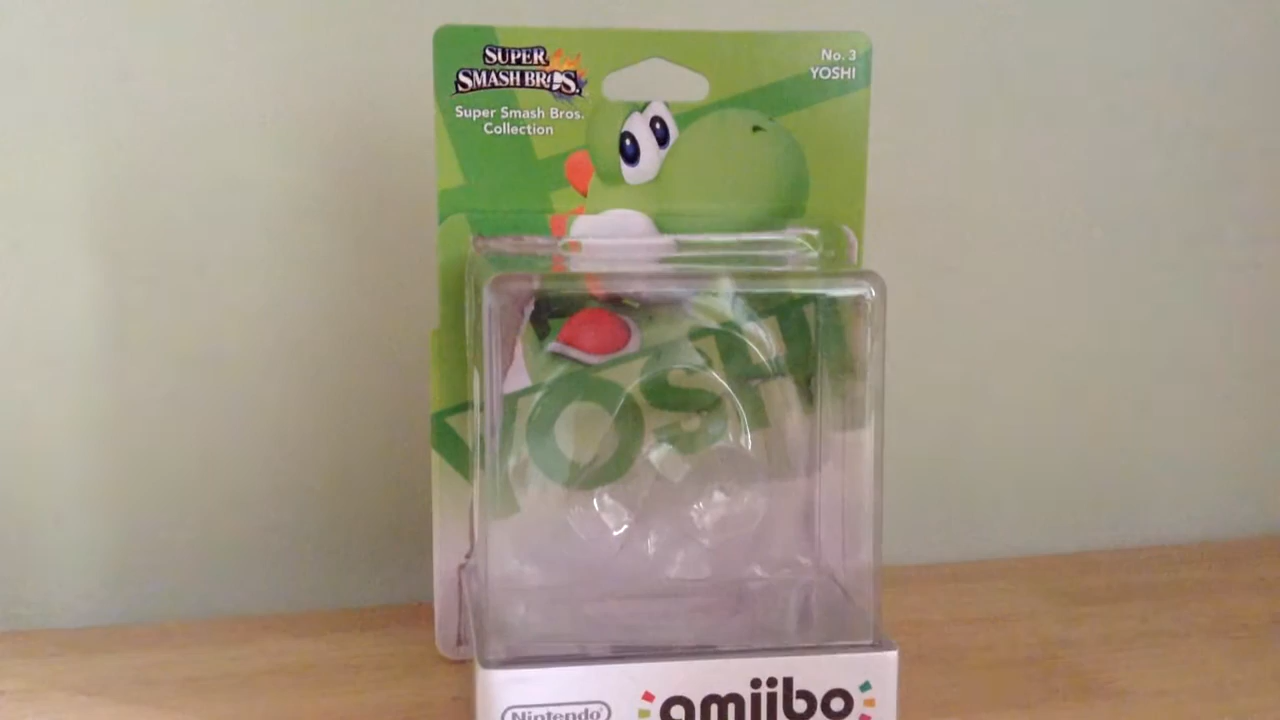 SUPER
SMASH BROS.
Super Smash Bros.
Collection
No. 3
YOSHI
YOSHI
Nintendo
amiibo